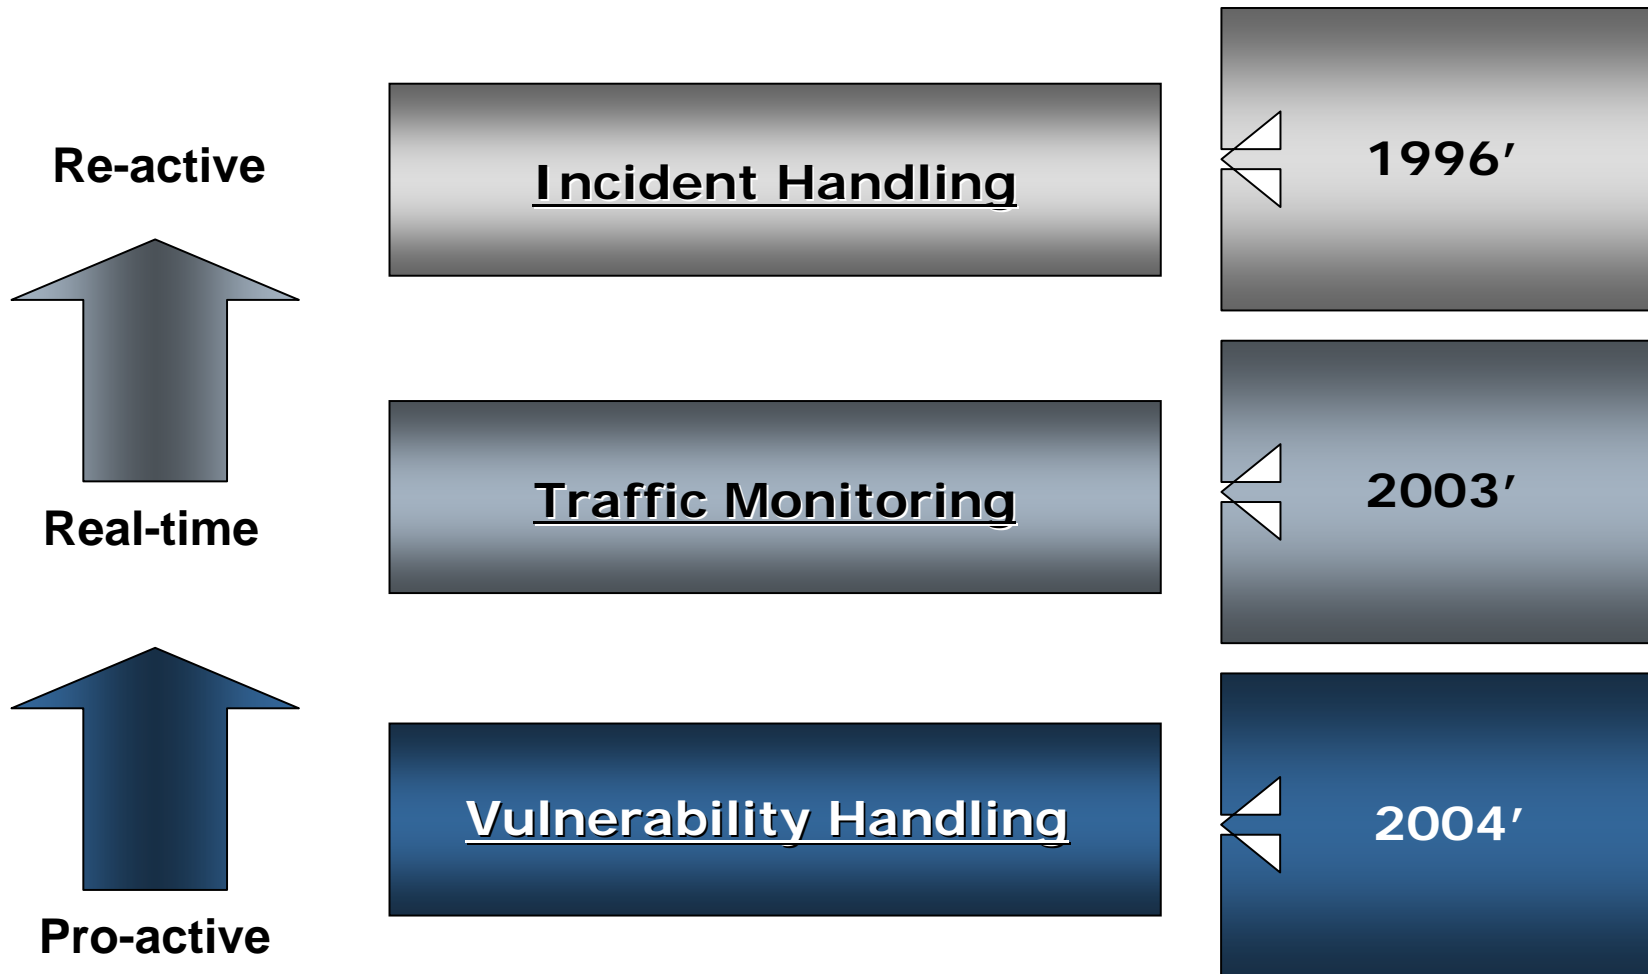 Re-active
Incident Handling
1996'
Real-time
Traffic Monitoring
2003'
Pro-active
Vulnerability Handling
2004'